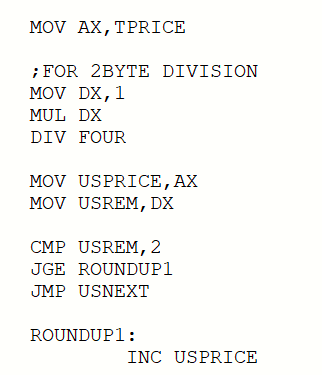 MOV AX,TPRICE
;FOR 2BYTE DIVISION
MOV DX,1
MUL DX
DIV FOUR
MOV USPRICE,AX
MOV USREM,DX
CMP USREM,2
JGE ROUNDUP1
JMP USNEXT
ROUNDUP1:
INC USPRICE